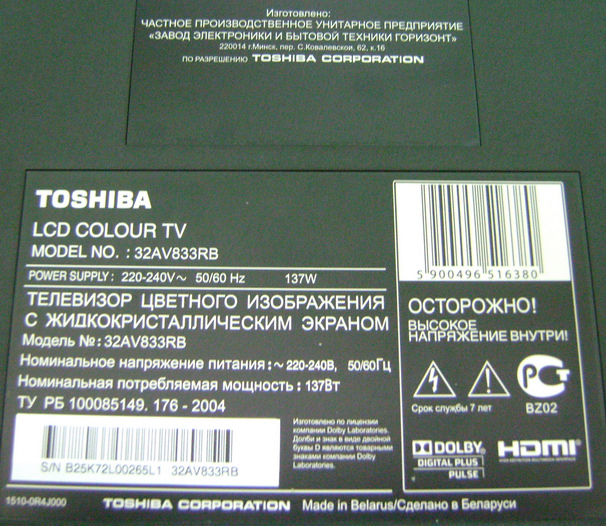 Изготовлено:
ЧАСТНОЕ ПРОИЗВОДСТВЕННОЕ УНИТАРНОЕ ПРЕДПРИЯТИЕ
«ЗАВОД ЭЛЕКТРОНИКИ И БЫТОВОЙ ТЕХНИКИ ГОРИЗОНТ»
220014 г.Минск, пер. С.Ковалевской, 62, к.16
ПО РАЗРЕШЕНИЮ TOSHIBA CORPORATION
TOSHIBA
LCD COLOUR TV
MODEL NO. : 32AV833RB
POWER SUPPLY: 220-240V~ 50/60 Hz 137W
ТЕЛЕВИЗОР ЦВЕТНОГО ИЗОБРАЖЕНИЯ
С ЖИДКОКРИСТАЛЛИЧЕСКИМ ЭКРАНОМ
Модель №: 32AV833RB
Номинальное напряжение питания: ~ 220-240В, 50/60Гц
Номинальная потребляемая мощность : 137Вт
ТУ РБ 100085149. 176 - 2004
S/N B25K72L00265L1 32AV833RB
Изготовлено по лицензии
компании Dolby Laboratories.
Долби и знак в виде двойной
буквы D являются товарными
знаками компании Dolby
Laboratories.
5 900496 516380
ОСТОРОЖНО!
ВЫСОКОЕ
НАПРЯЖЕНИЕ ВНУТРИ!
РСТ
Срок службы 7 лет
BZ02
DOLBY
DIGITAL PLUS
PULSE
HDMI
HIGH-DEFINITION MULTIMEDIA INTERFACE
1510-0R4J000
TOSHIBA CORPORATION Made in Belarus/Сделано в Беларуси